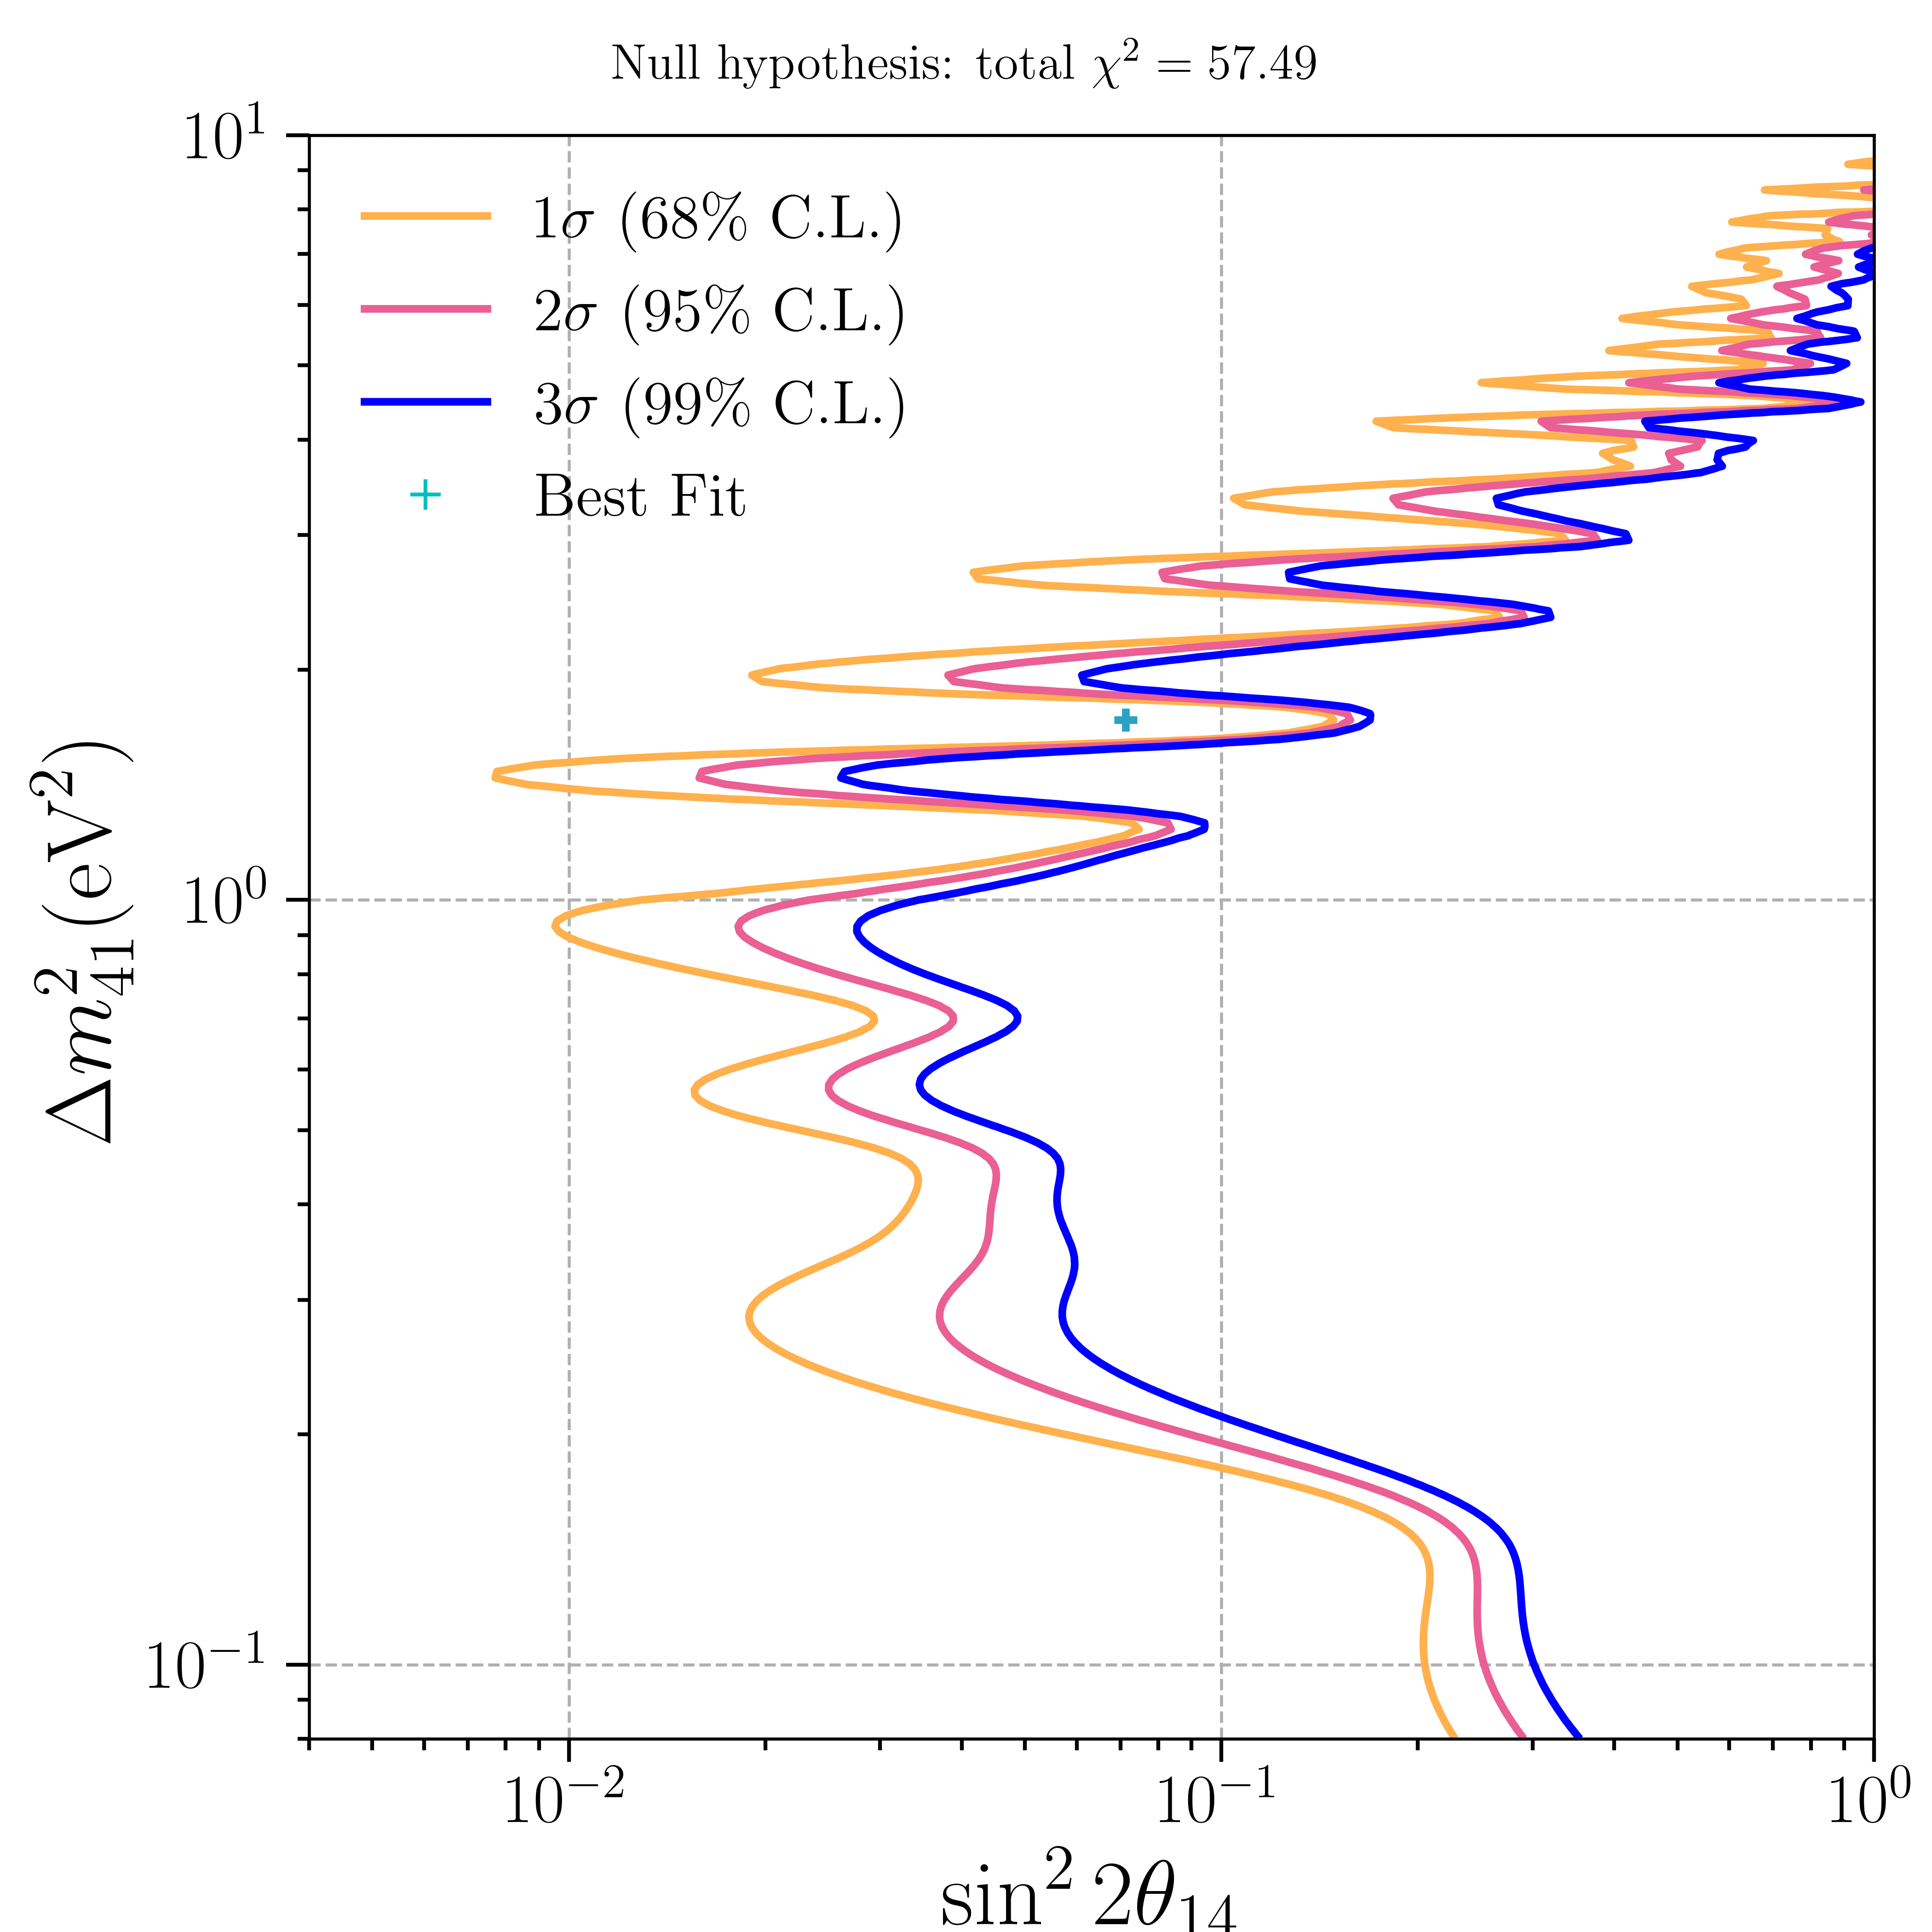 Null hypothesis: total χ² = 57.49
10¹
1σ (68% C.L.)
2σ (95% C.L.)
3σ (99% C.L.)
Best Fit
Δm²₄₁(eV²)
10⁰
10⁻¹
10⁻² 10⁻¹ 10⁰
sin² 2θ₁₄